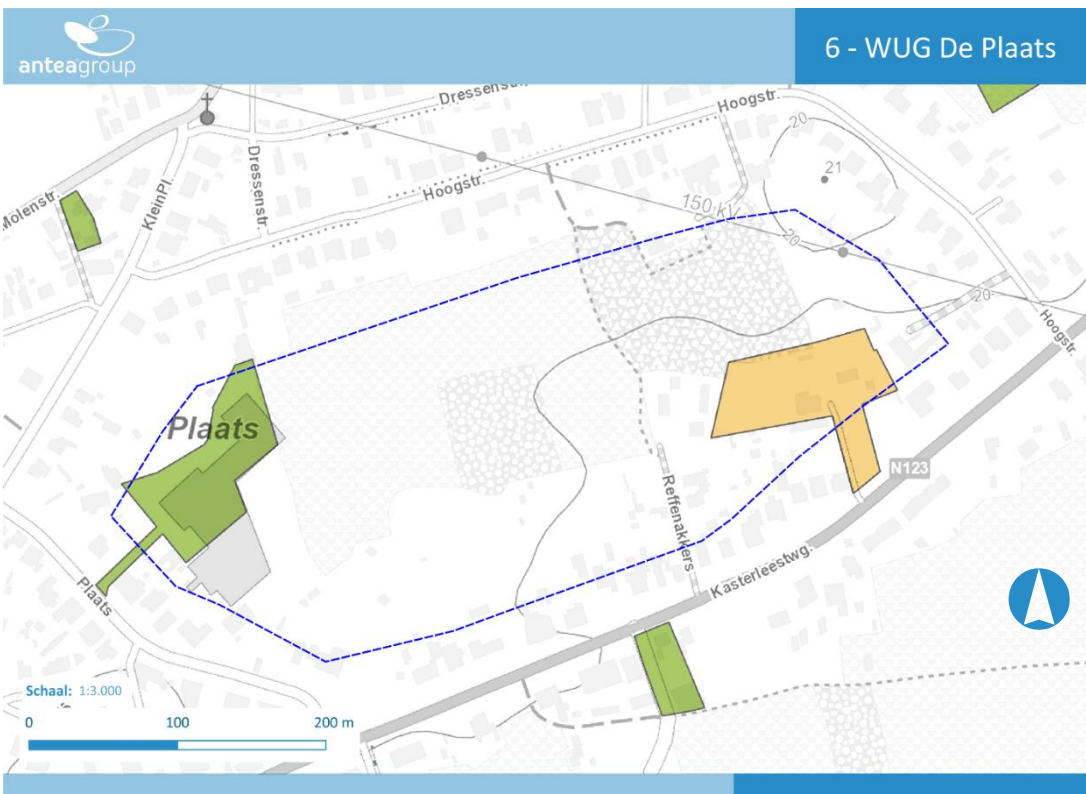 anteagroup
6 - WUG De Plaats
Dressenstr.
Hoogstr.
20
21
Molenstr.
KleinPl.
Dressenstr.
Hoogstr.
150 kV
20
20
Hoogstr.
Plaats
N123
Reffenakkers
Kasterleestwg.
Plaats
Schaal: 1:3.000
0 100 200 m